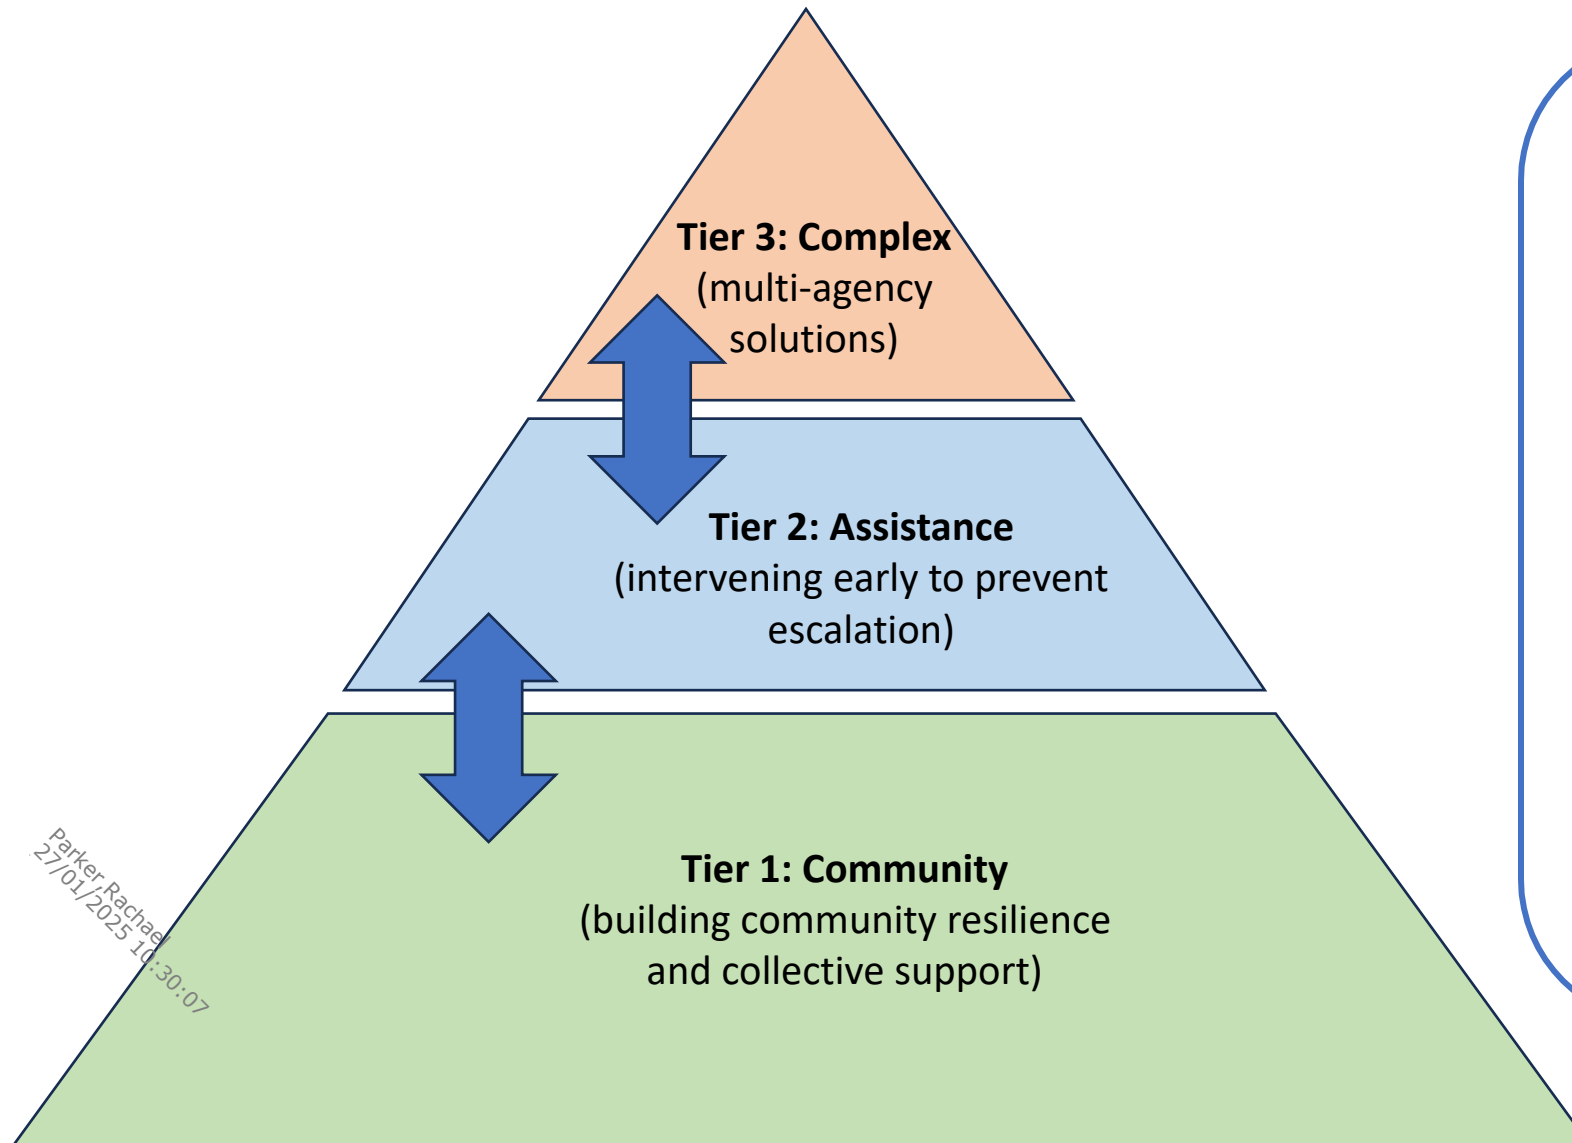 Tier 3: Complex
(multi-agency
solutions)
Tier 2: Assistance
(intervening early to prevent
escalation)
Tier 1: Community
(building community resilience
and collective support)
Parker,Rachael
27/01/2025 10:30:07